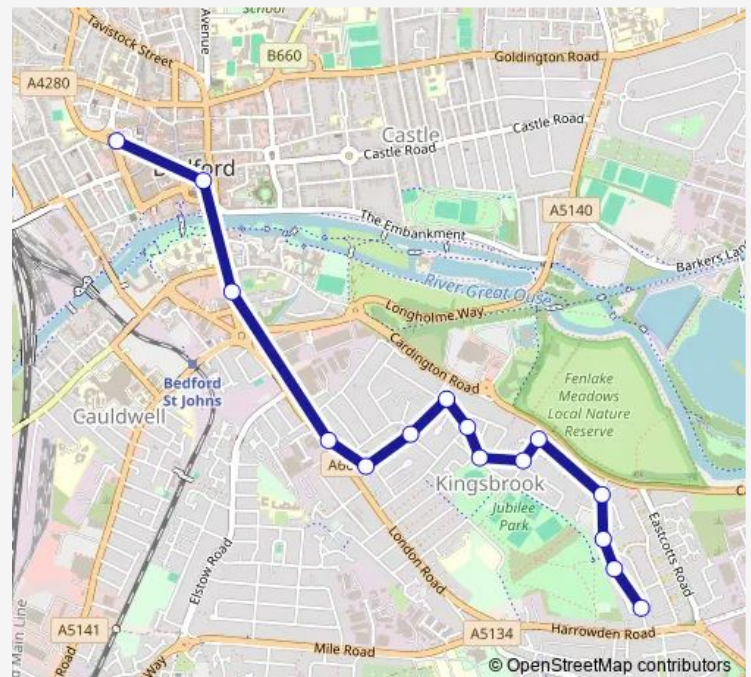 School
Avenue
Tavistock Street
B660
Goldington Road
A4280
Castle
Castle Road
Castle Road
Bedford
The Embankment
A5140
Barkers Lan
River Great Ouse
Longholme Way
Cardington Road
Bedford
St Johns
Cauldwell
Fenlake
Meadows
Local Nature
Reserve
A60
Kingsbrook
Jubilee
Park
C
Eastcotts Road
London Road
Elstow Road
Main Line
A5141
Road
Way
Mile Road
A5134
Harrowden Road
© OpenStreetMap contributors